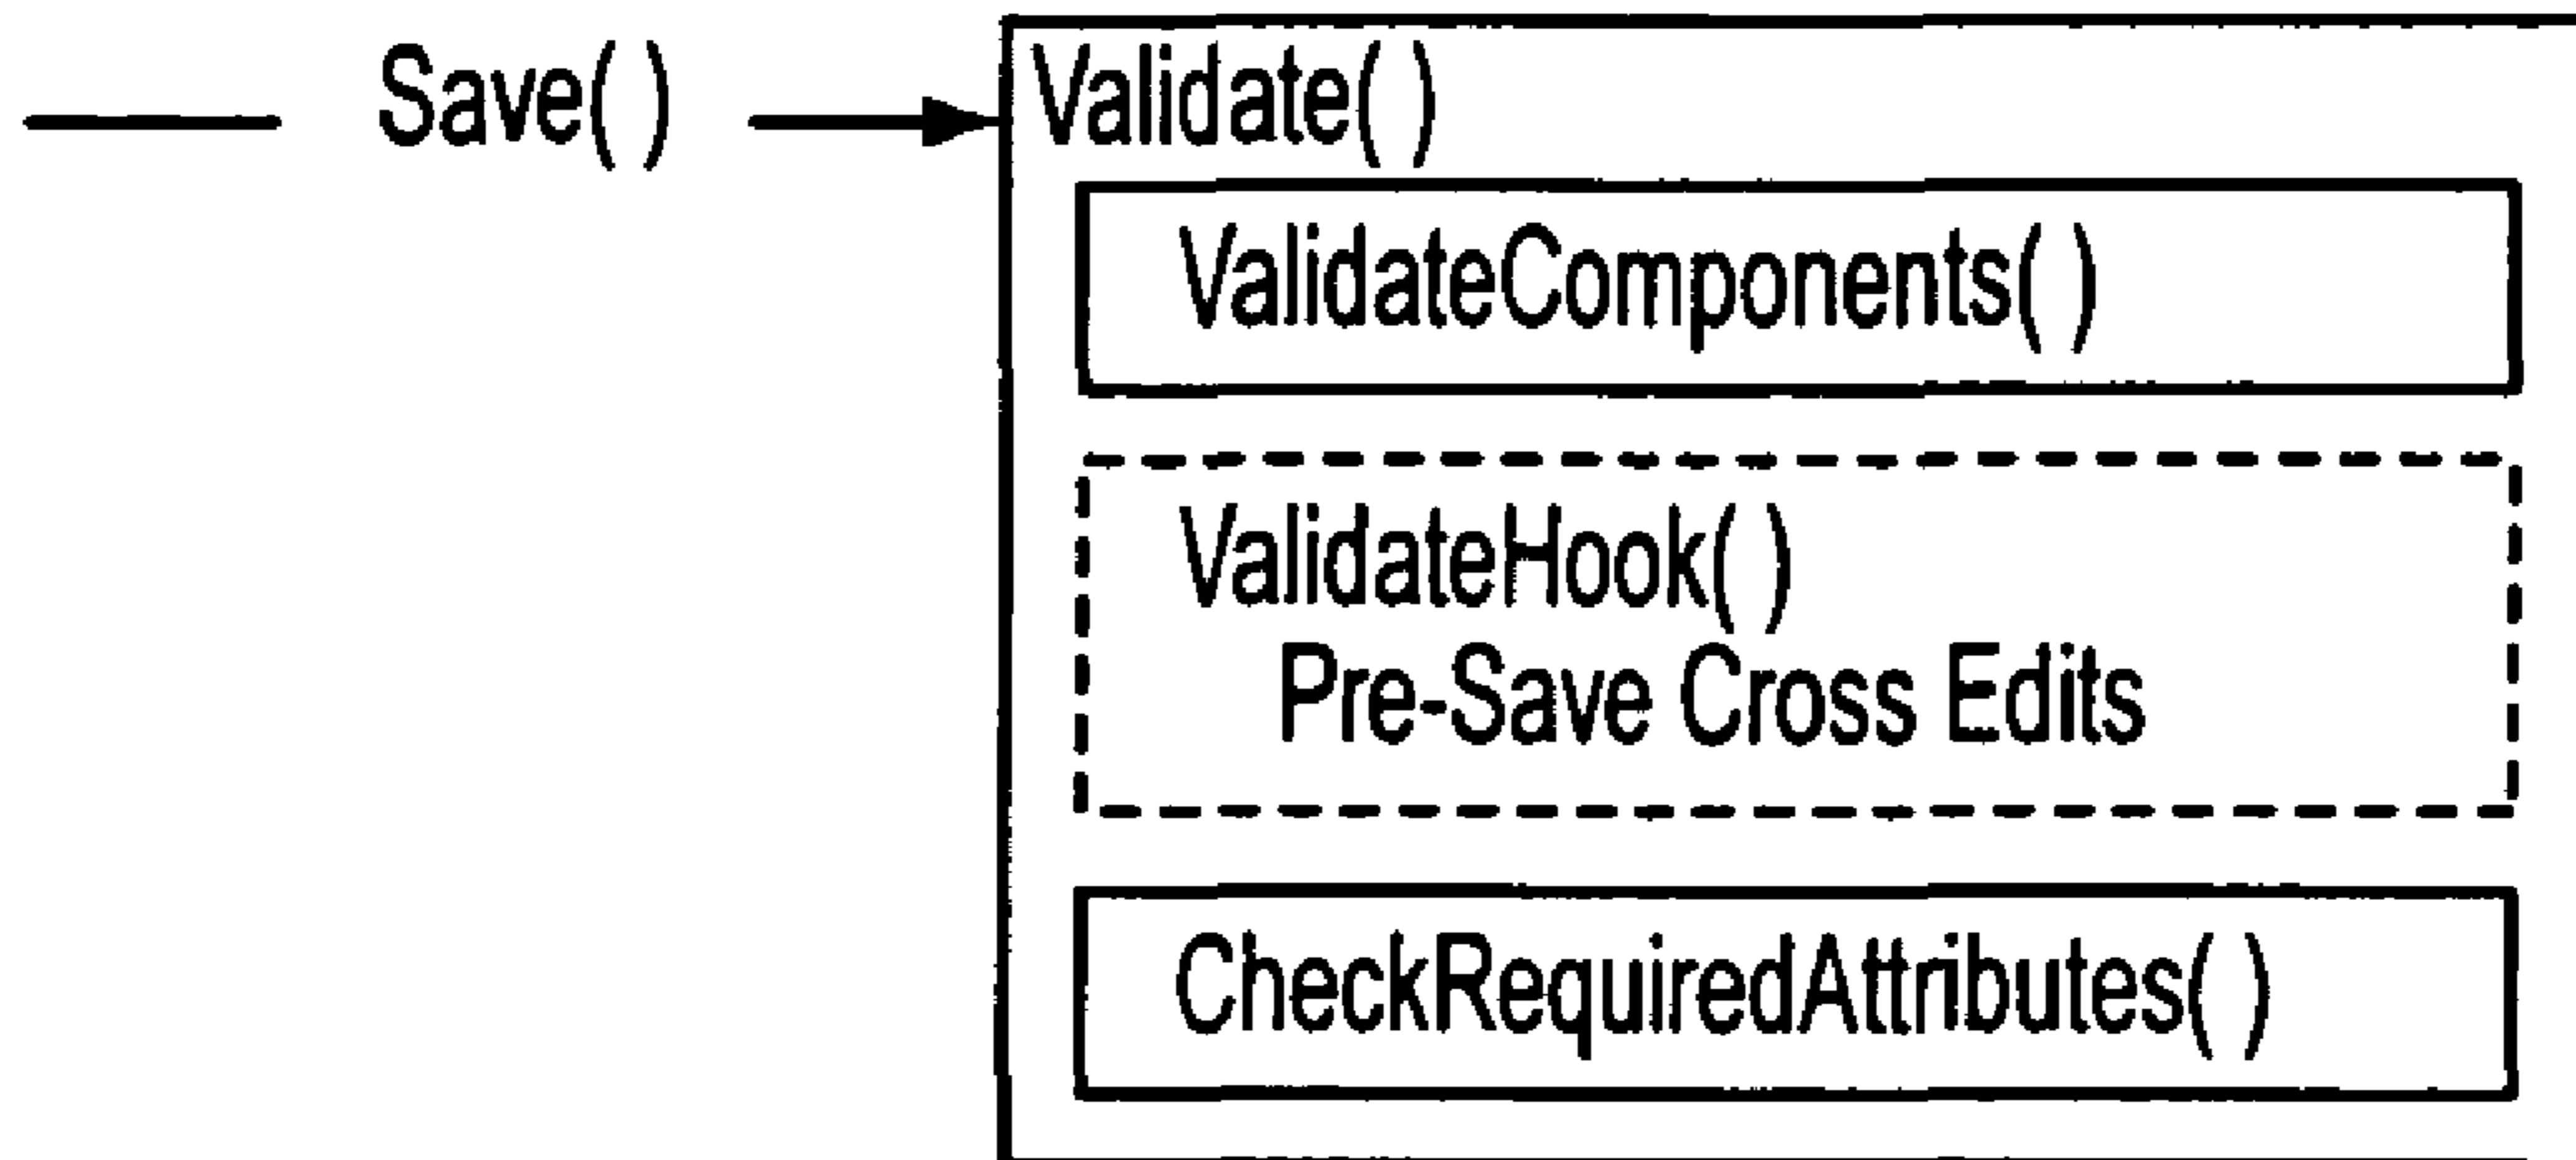 Save( )
Validate( )
ValidateComponents( )
ValidateHook( )
Pre-Save Cross Edits
CheckRequiredAttributes( )